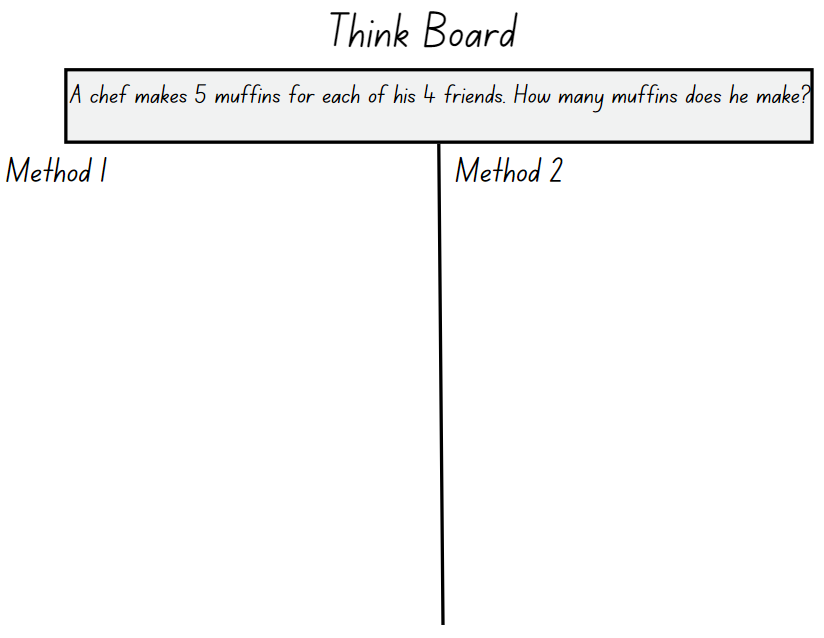 Think Board
A chef makes 5 muffins for each of his 4 friends. How many muffins does he make?
Method 1
Method 2